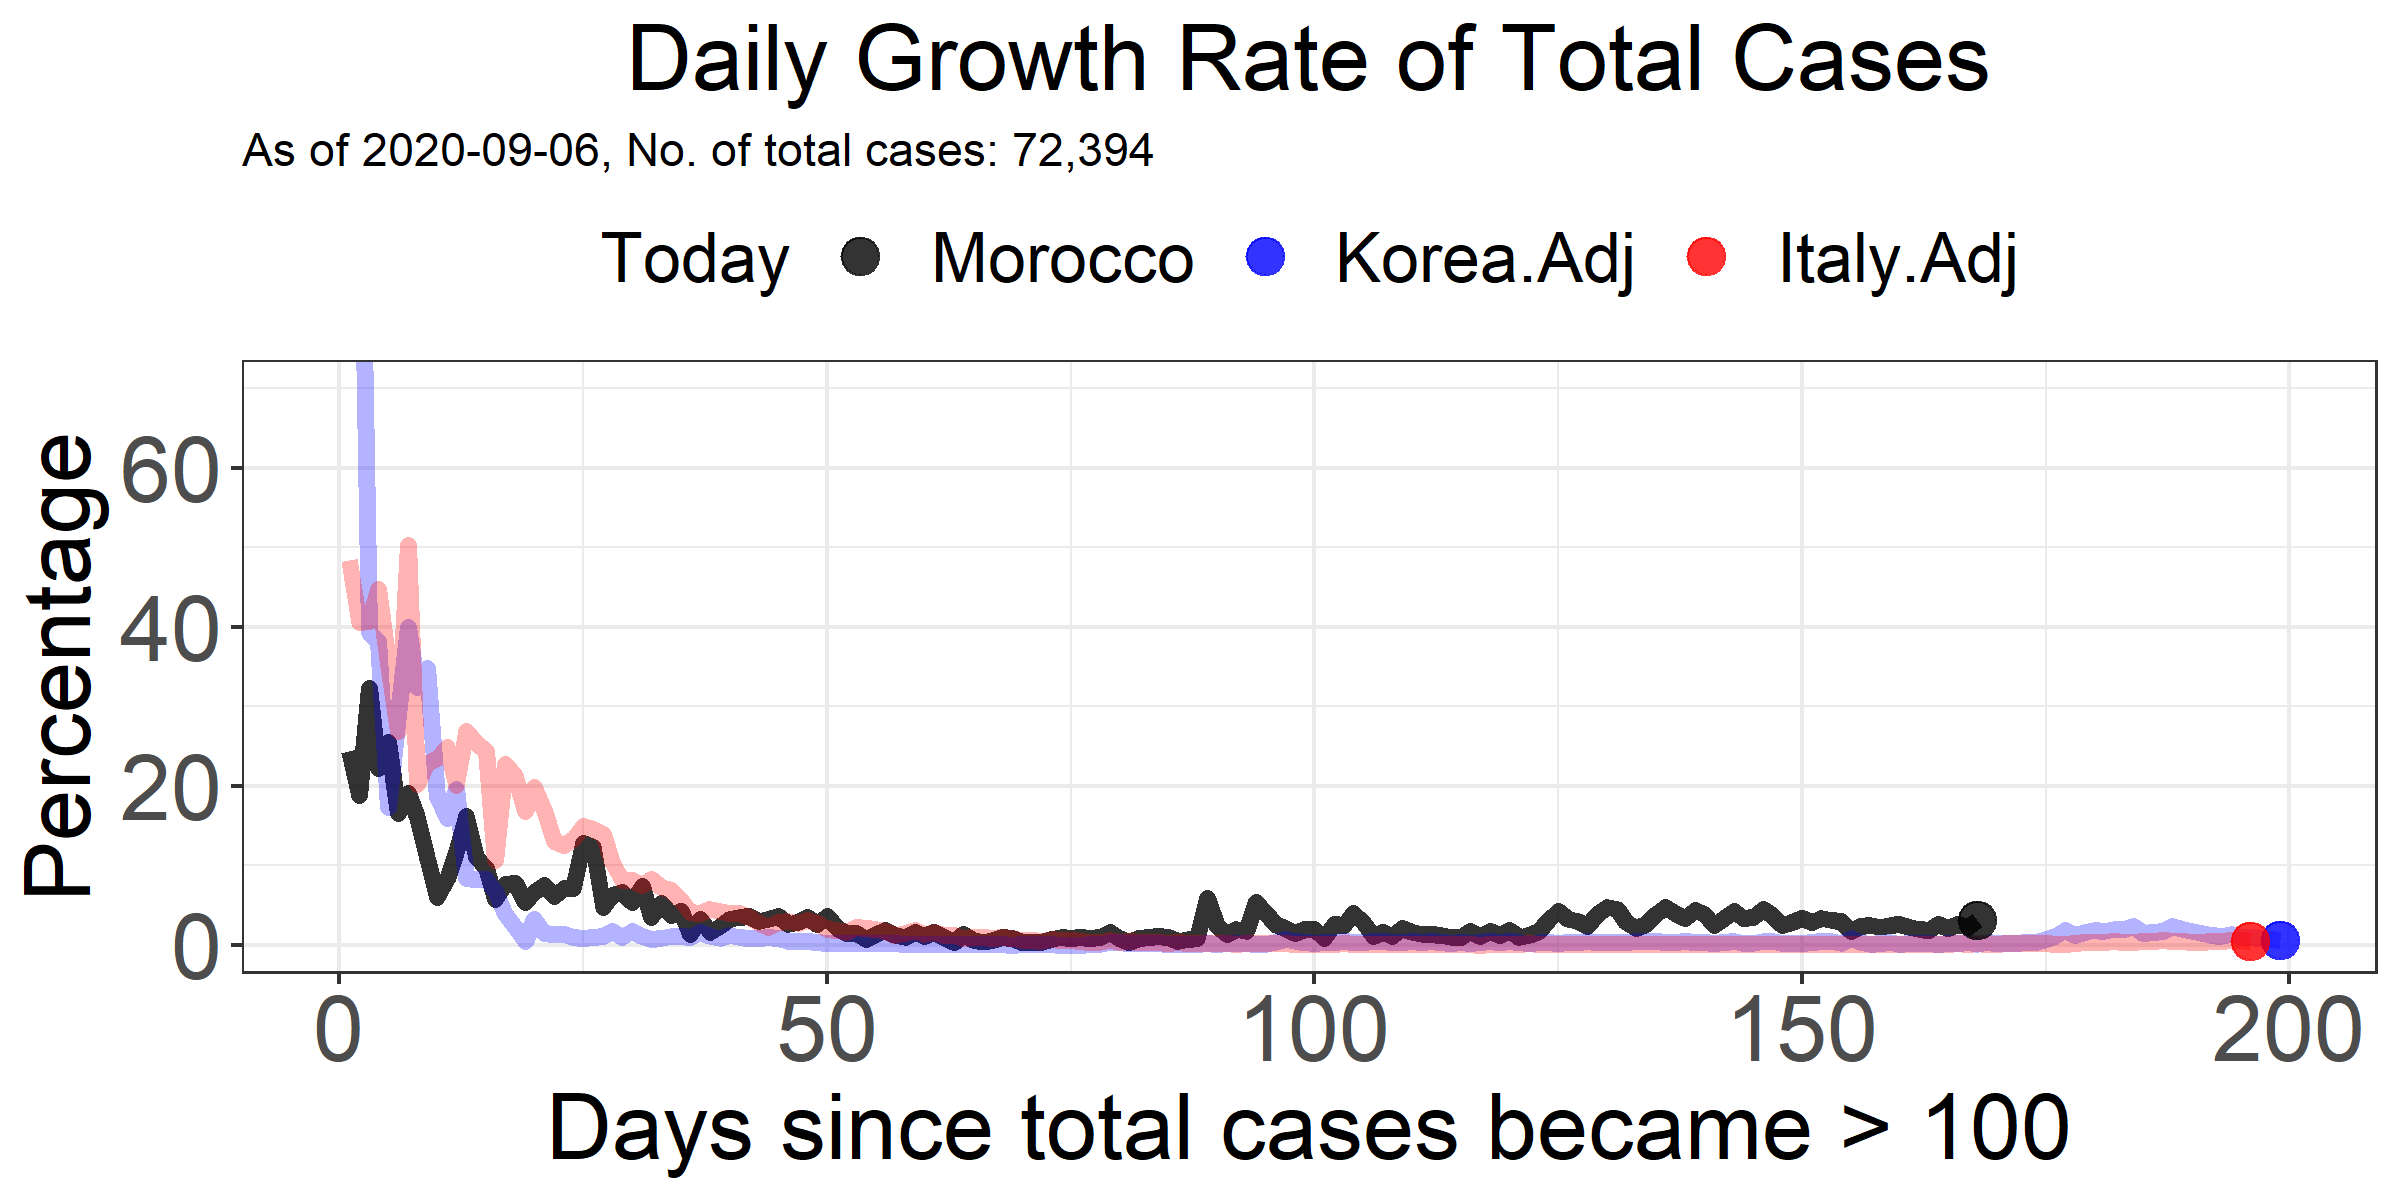 Daily Growth Rate of Total Cases
As of 2020-09-06, No. of total cases: 72,394
Today Morocco Korea.Adj Italy.Adj
Percentage
60
40
20
0
0 50 100 150 200
Days since total cases became > 100